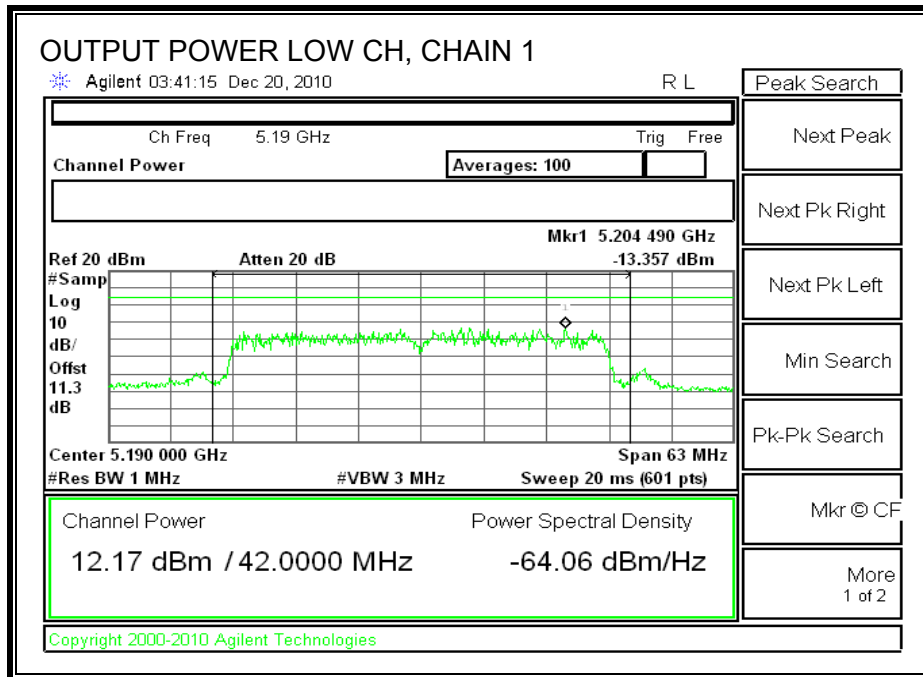 OUTPUT POWER LOW CH, CHAIN 1
Agilent 03:41:15 Dec 20, 2010 R L
Peak Search
Ch Freq 5.19 GHz Trig Free
Channel Power Averages: 100
Mkr1 5.204 490 GHz
Ref 20 dBm Atten 20 dB -13.357 dBm
#Samp
Log
10
dB/
Offst
11.3
dB
1
Center 5.190 000 GHz Span 63 MHz
#Res BW 1 MHz #VBW 3 MHz Sweep 20 ms (601 pts)
Channel Power Power Spectral Density
12.17 dBm / 42.0000 MHz -64.06 dBm/Hz
Copyright 2000-2010 Agilent Technologies
Next Peak
Next Pk Right
Next Pk Left
Min Search
Pk-Pk Search
Mkr © CF
More
1 of 2